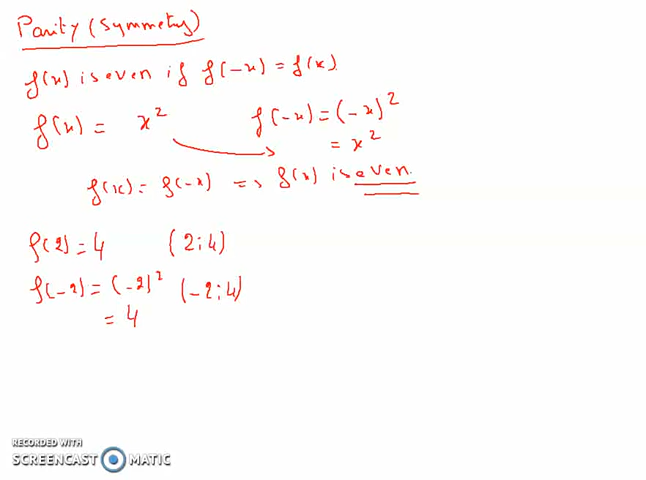 Parity (Symmetry)
f(x) is even if f(-x) = f(x).
f(x) = x² f(-x) = (-x)²
= x²
f(x) = f(-x) => f(x) is even.
f(2) = 4 (2; 4)
f(-2) = (-2)² (-2; 4)
= 4
RECORDED WITH
SCREENCAST MATIC